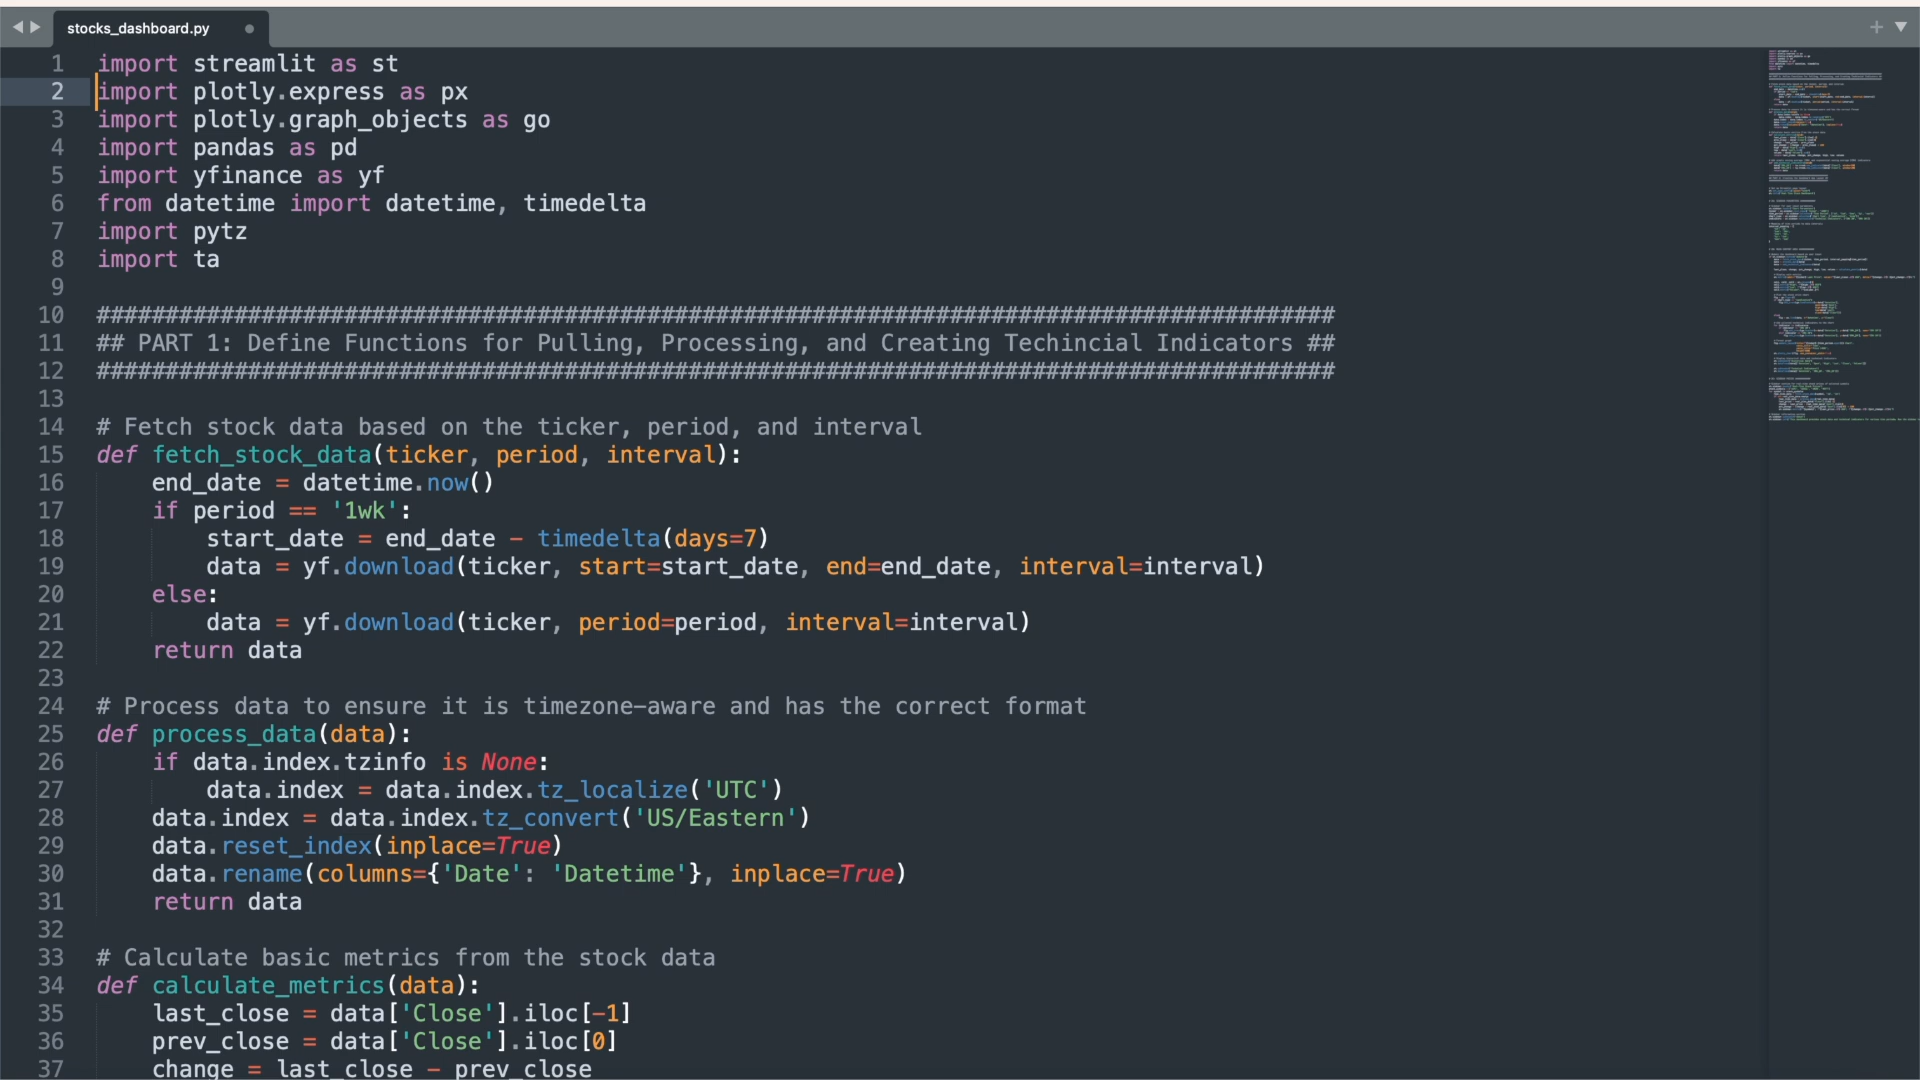 stocks_dashboard.py
1 import streamlit as st
2 import plotly.express as px
3 import plotly.graph_objects as go
4 import pandas as pd
5 import yfinance as yf
6 from datetime import datetime, timedelta
7 import pytz
8 import ta
9
10 ##########################################################################################
11 ## PART 1: Define Functions for Pulling, Processing, and Creating Techincial Indicators ##
12 ##########################################################################################
13
14 # Fetch stock data based on the ticker, period, and interval
15 def fetch_stock_data(ticker, period, interval):
16     end_date = datetime.now()
17     if period == '1wk':
18         start_date = end_date - timedelta(days=7)
19         data = yf.download(ticker, start=start_date, end=end_date, interval=interval)
20     else:
21         data = yf.download(ticker, period=period, interval=interval)
22     return data
23
24 # Process data to ensure it is timezone-aware and has the correct format
25 def process_data(data):
26     if data.index.tzinfo is None:
27         data.index = data.index.tz_localize('UTC')
28     data.index = data.index.tz_convert('US/Eastern')
29     data.reset_index(inplace=True)
30     data.rename(columns={'Date': 'Datetime'}, inplace=True)
31     return data
32
33 # Calculate basic metrics from the stock data
34 def calculate_metrics(data):
35     last_close = data['Close'].iloc[-1]
36     prev_close = data['Close'].iloc[0]
37     change = last_close - prev_close